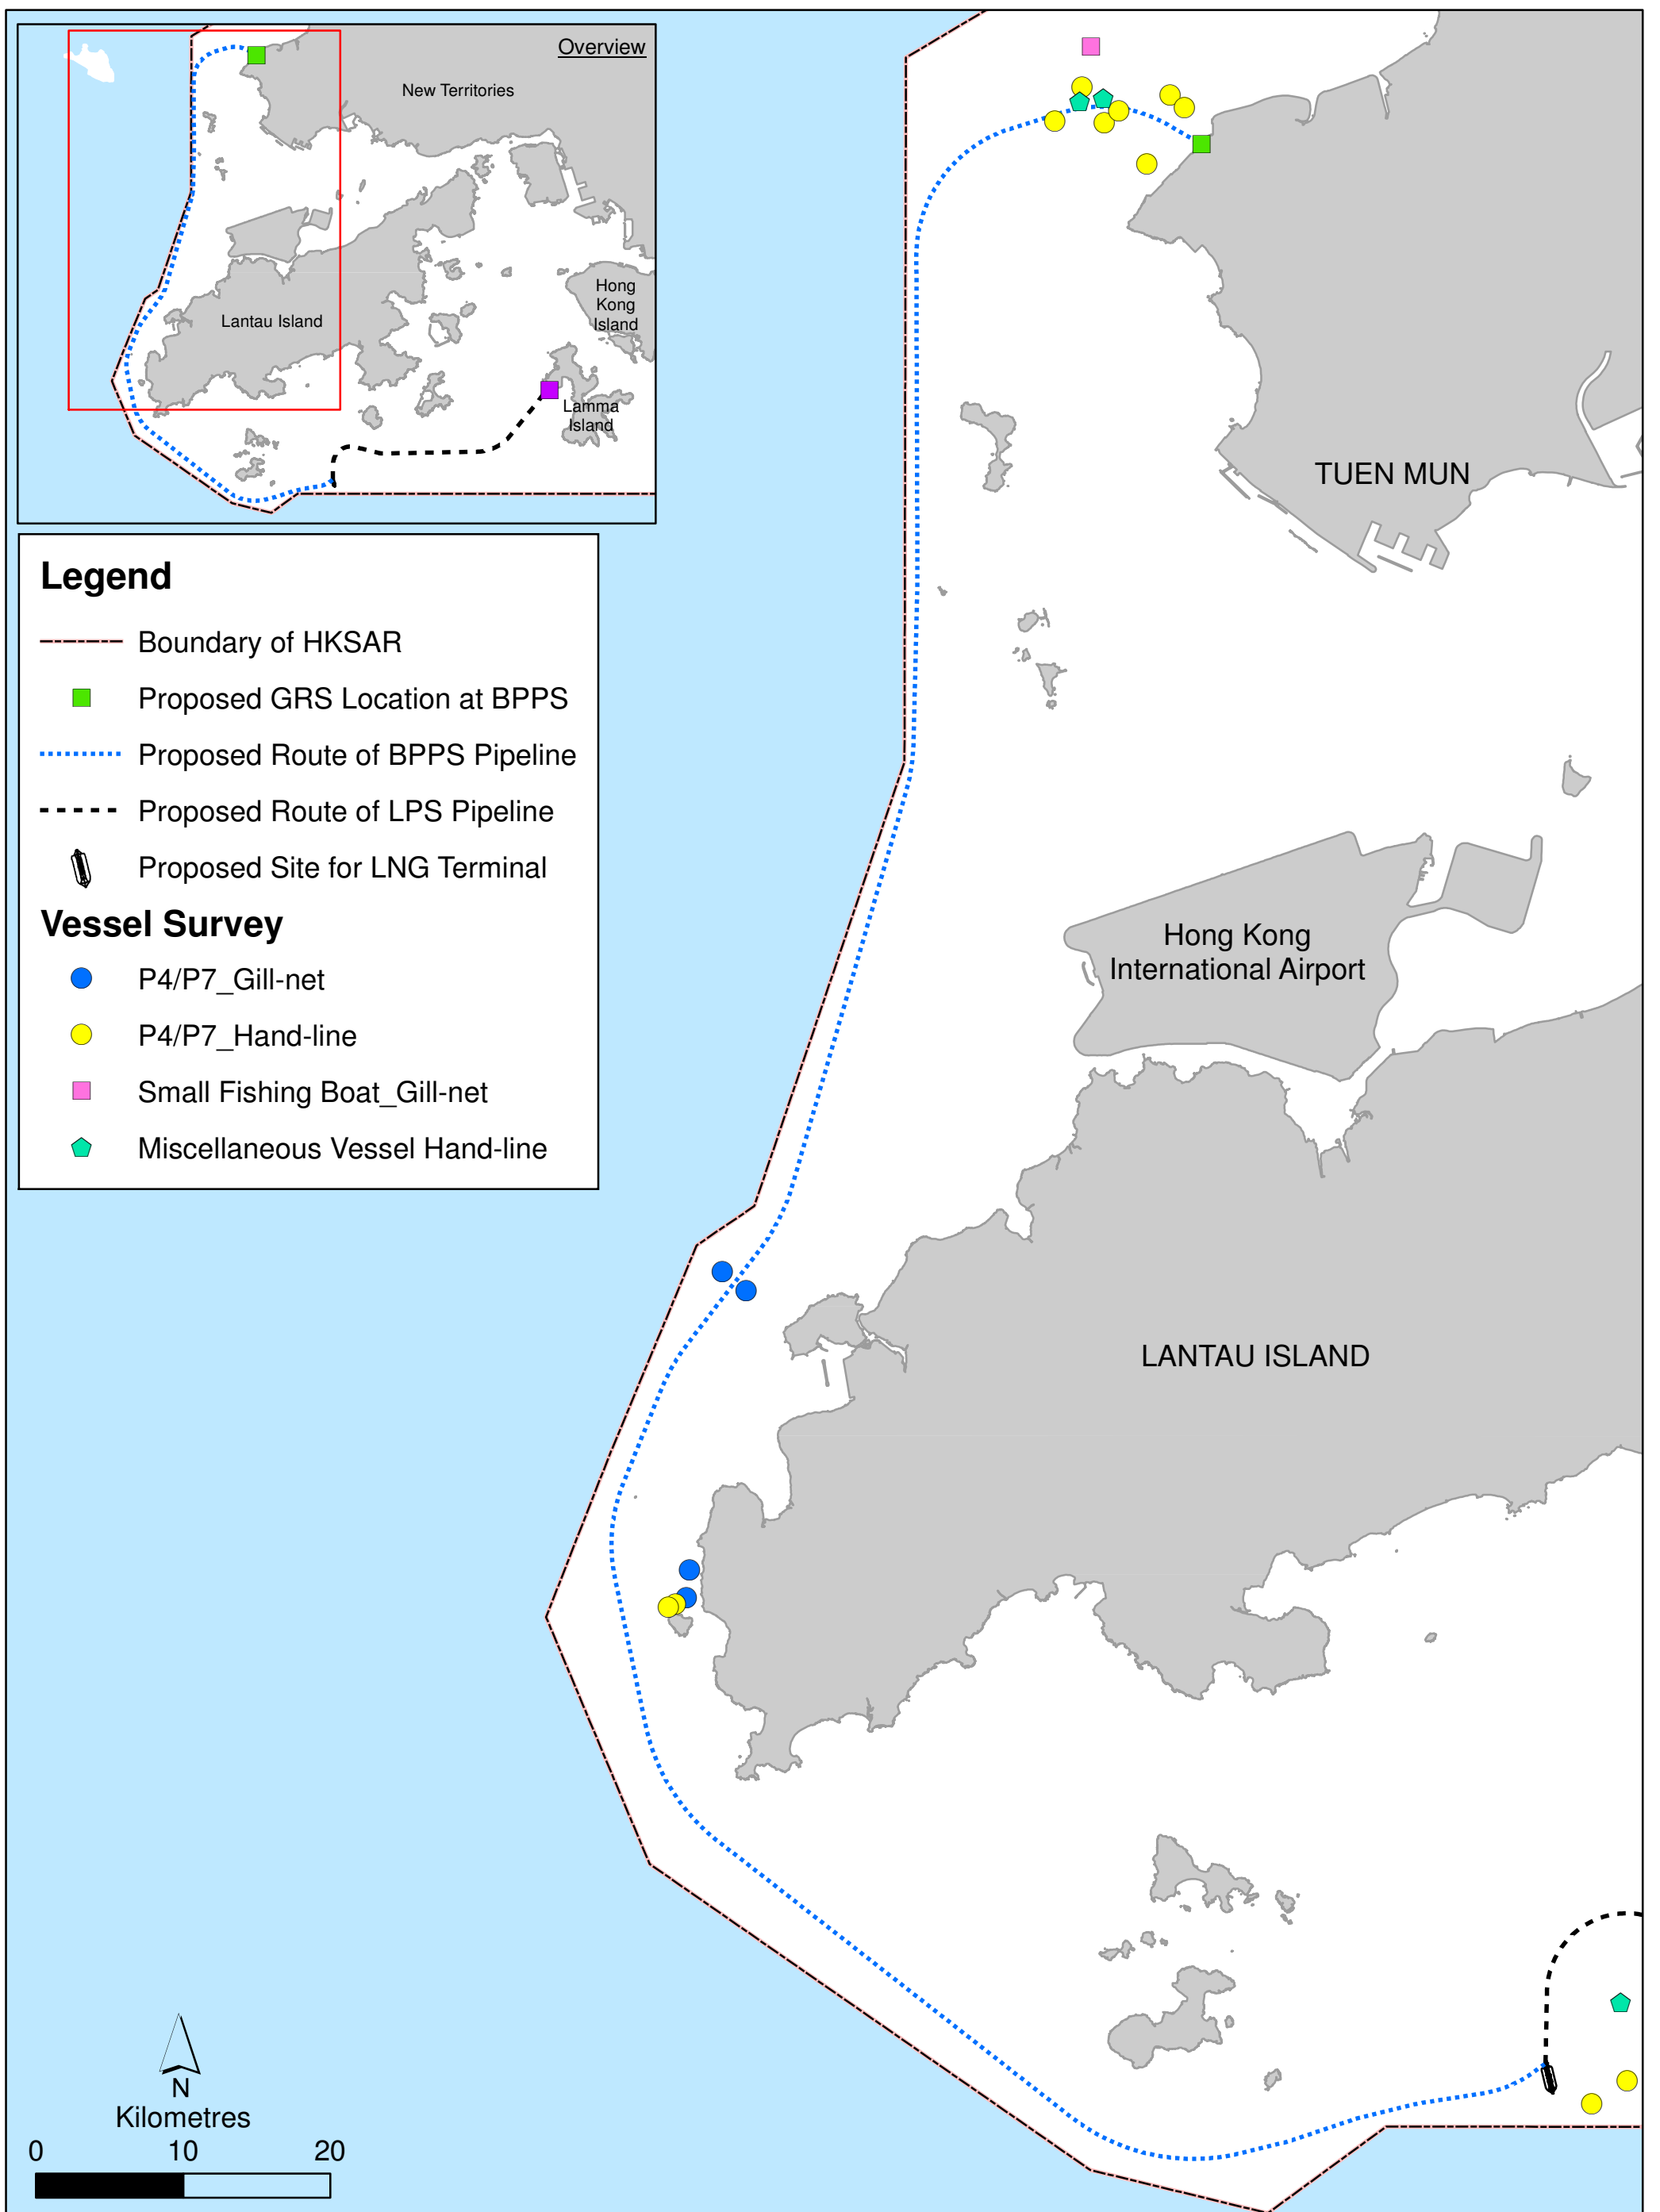 Overview
New Territories
Hong
Kong
Island
Lantau Island
Lamma
Island
Legend
Boundary of HKSAR
Proposed GRS Location at BPPS
Proposed Route of BPPS Pipeline
Proposed Route of LPS Pipeline
Proposed Site for LNG Terminal
Vessel Survey
P4/P7_Gill-net
P4/P7_Hand-line
Small Fishing Boat_Gill-net
Miscellaneous Vessel Hand-line
TUEN MUN
Hong Kong
International Airport
LANTAU ISLAND
N
Kilometres
0 10 20